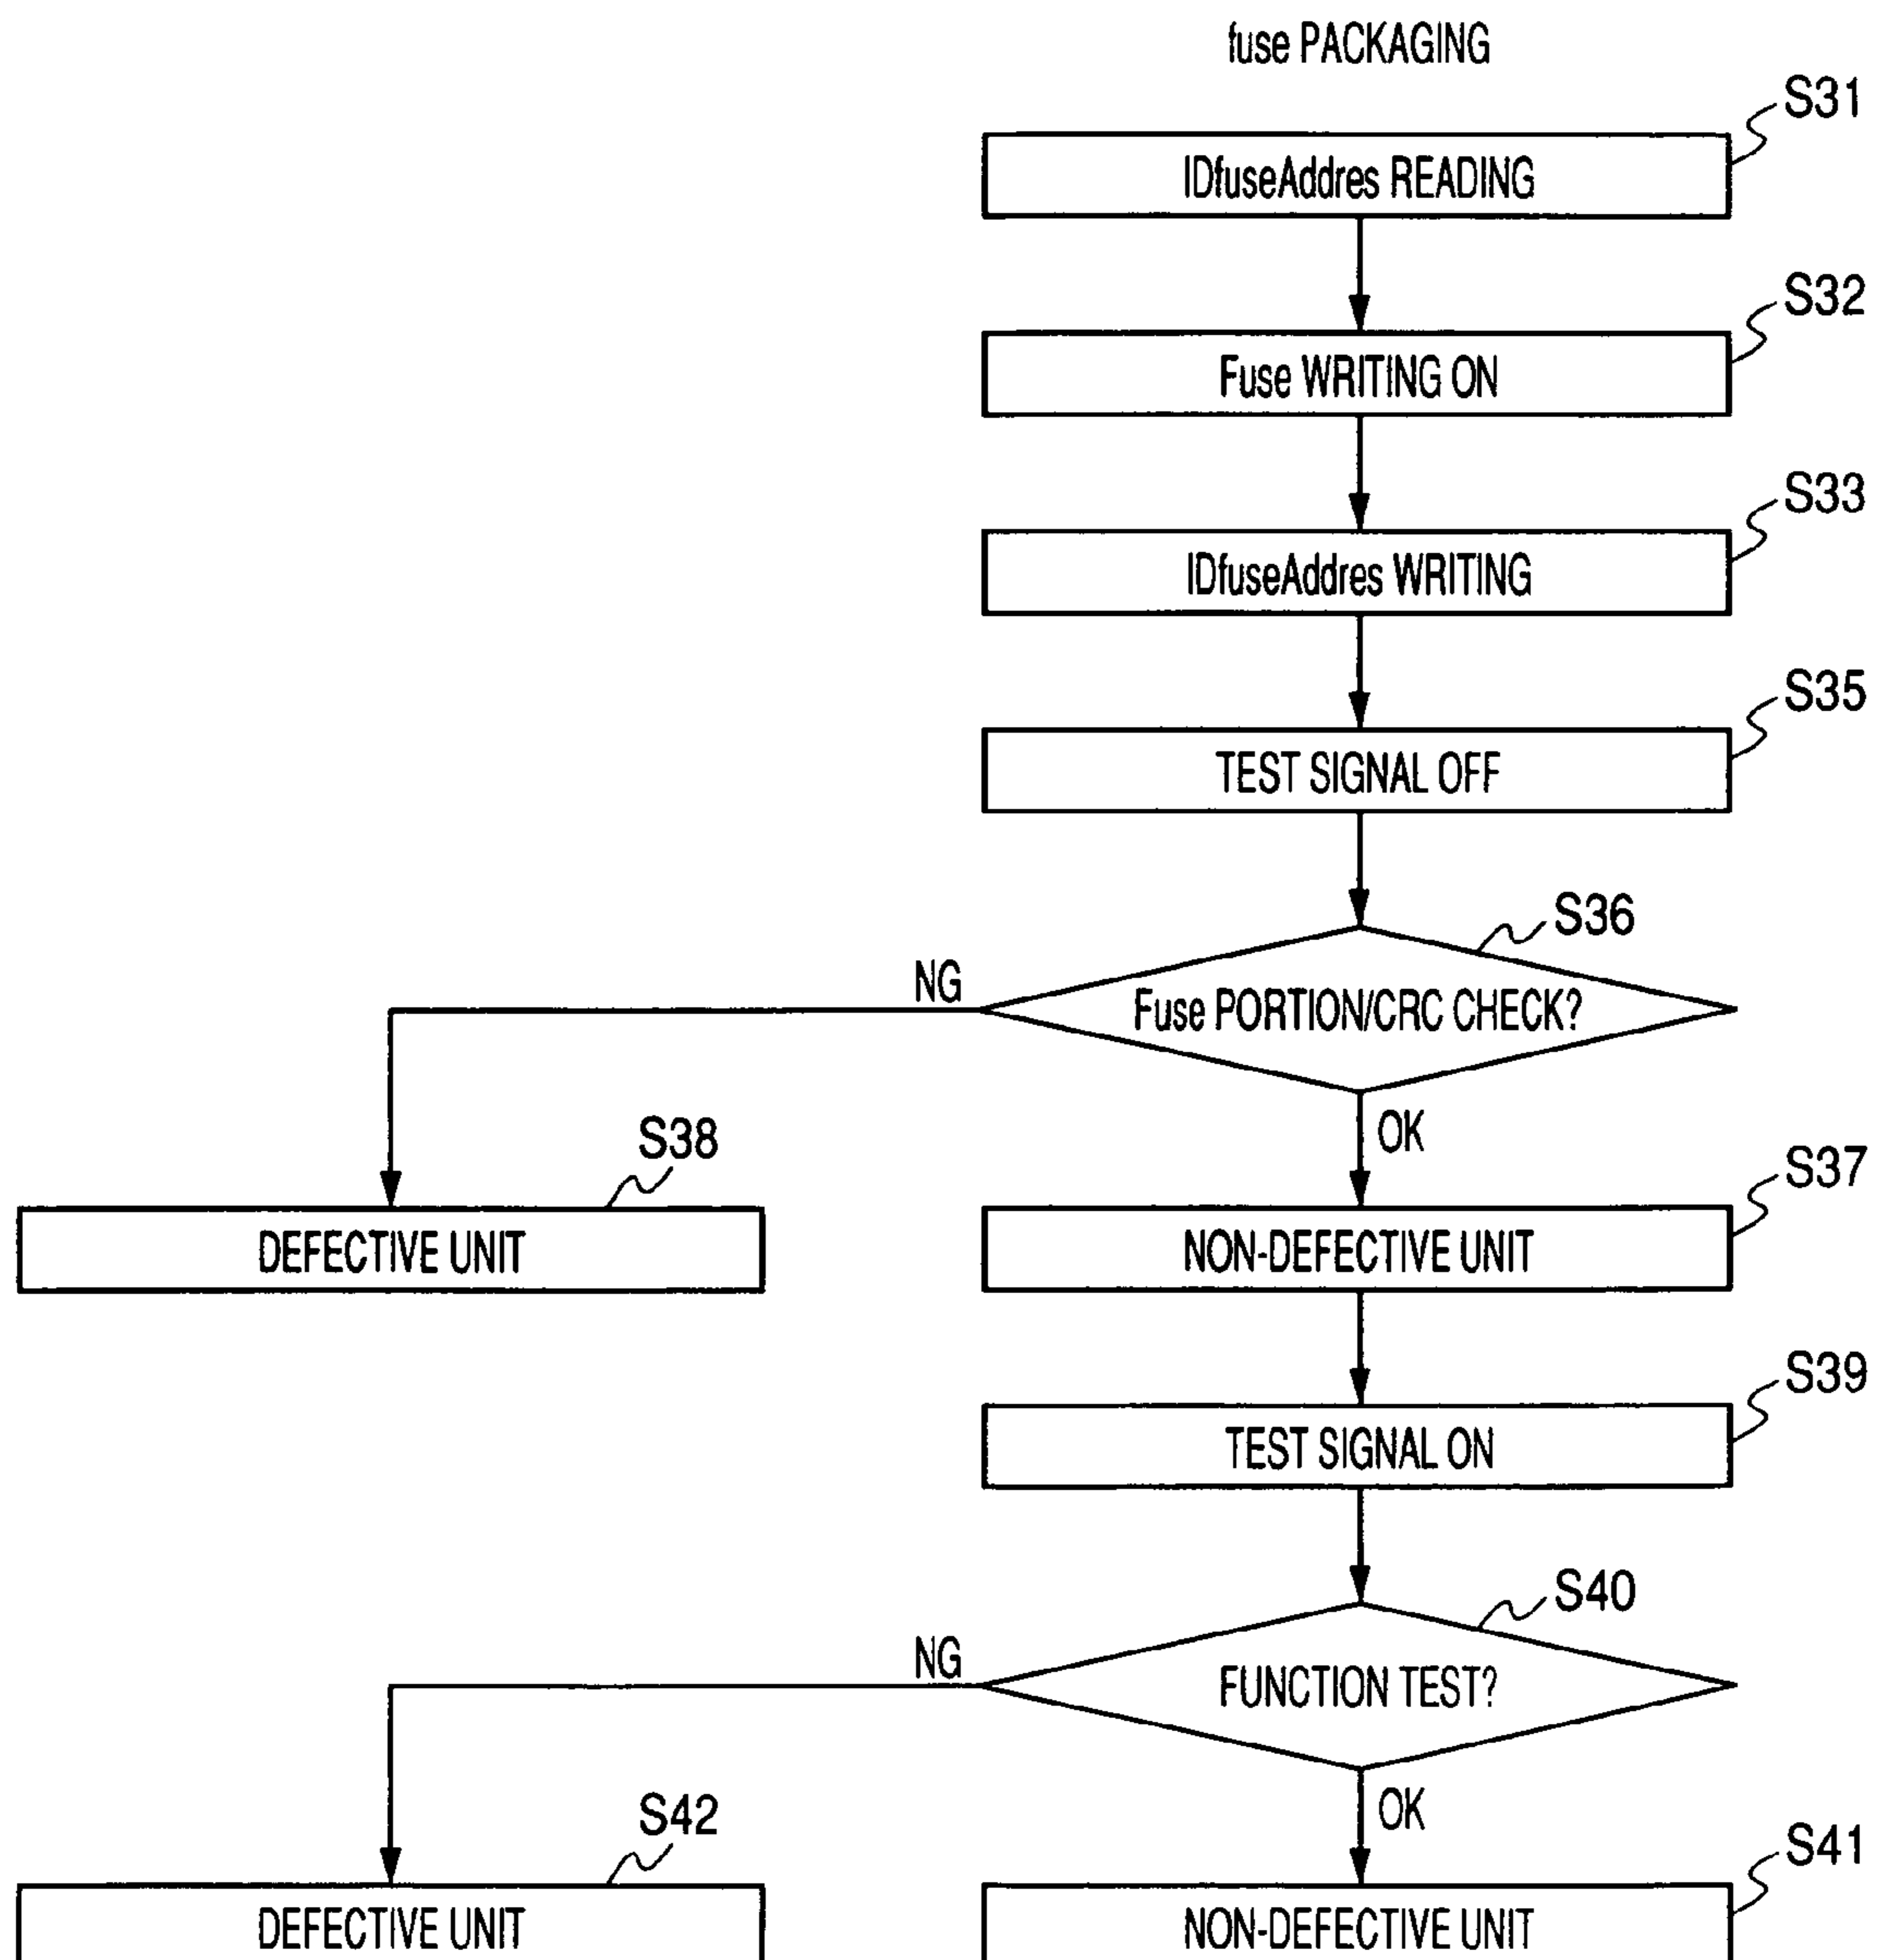 fuse PACKAGING
S31
IDfuseAddres READING
S32
Fuse WRITING ON
S33
IDfuseAddres WRITING
S35
TEST SIGNAL OFF
S36
NG
Fuse PORTION/CRC CHECK?
OK
S38
S37
DEFECTIVE UNIT
NON-DEFECTIVE UNIT
S39
TEST SIGNAL ON
S40
NG
FUNCTION TEST?
OK
S42
S41
DEFECTIVE UNIT
NON-DEFECTIVE UNIT